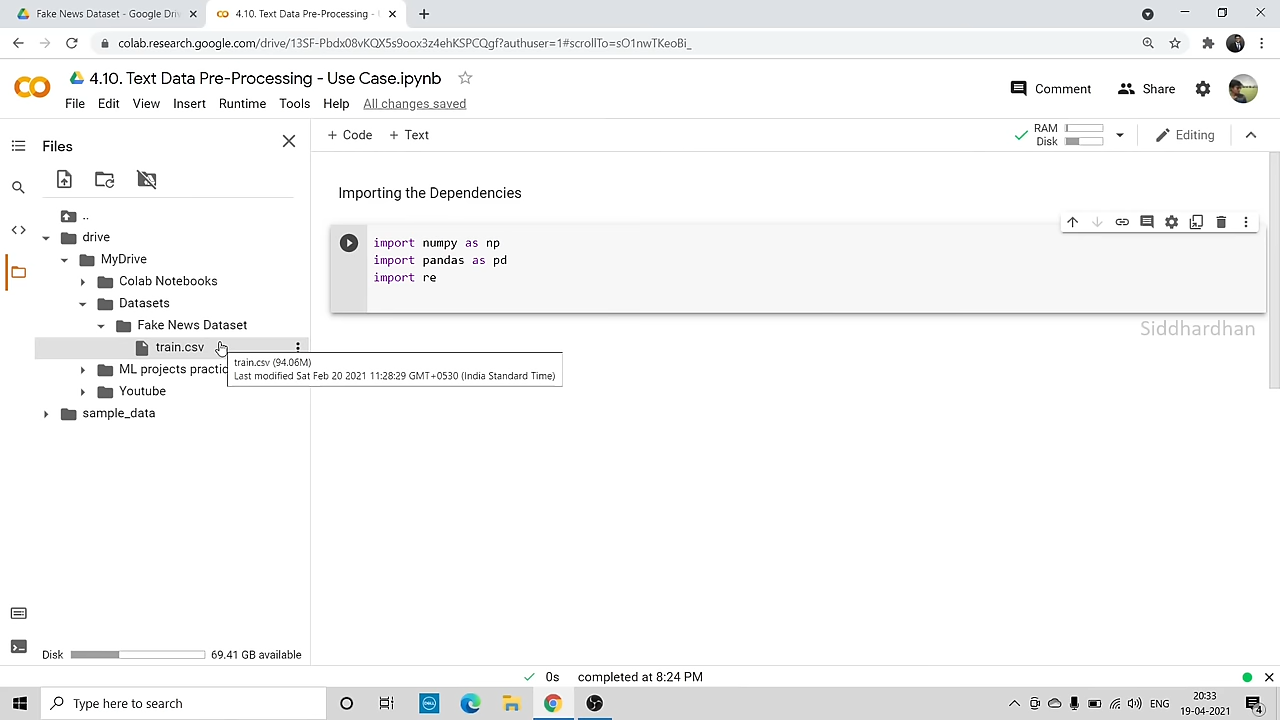 Fake News Dataset - Google Dri
4.10. Text Data Pre-Processing -
colab.research.google.com/drive/13SF-Pbdx08vKQX5s9oox3z4ehKSPCQgf?authuser=1#scrollTo=sO1nwTKeoBi_
4.10. Text Data Pre-Processing - Use Case.ipynb
Comment
Share
File Edit View Insert Runtime Tools Help All changes saved
Files
+ Code + Text
RAM
Disk
Editing
..
drive
MyDrive
Colab Notebooks
Datasets
Fake News Dataset
train.csv
train.csv (94.06M)
Last modified Sat Feb 20 2021 11:28:29 GMT+0530 (India Standard Time)
ML projects practic
Youtube
sample_data
Importing the Dependencies
import numpy as np
import pandas as pd
import re
Siddhardhan
Disk 69.41 GB available
0s completed at 8:24 PM
Type here to search
DELL
ENG
20:33
19-04-2021
4